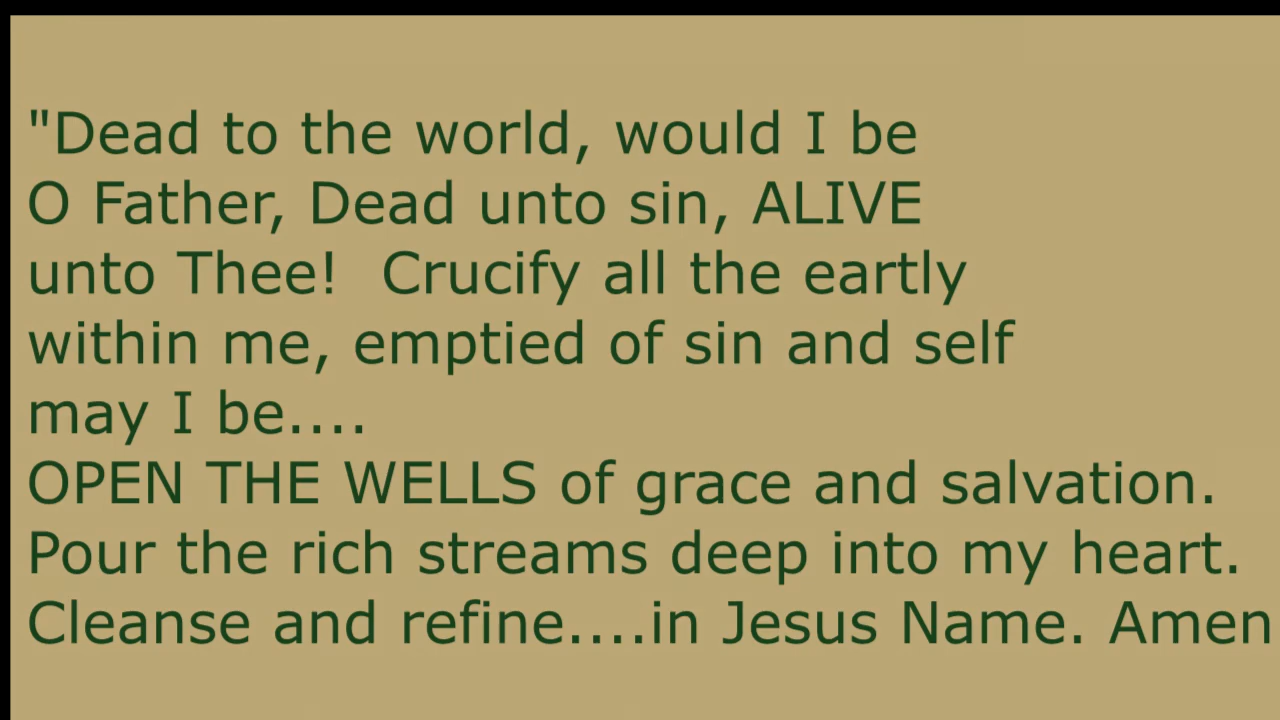 "Dead to the world, would I be
O Father, Dead unto sin, ALIVE
unto Thee!  Crucify all the eartly
within me, emptied of sin and self
may I be....
OPEN THE WELLS of grace and salvation.
Pour the rich streams deep into my heart.
Cleanse and refine....in Jesus Name. Amen